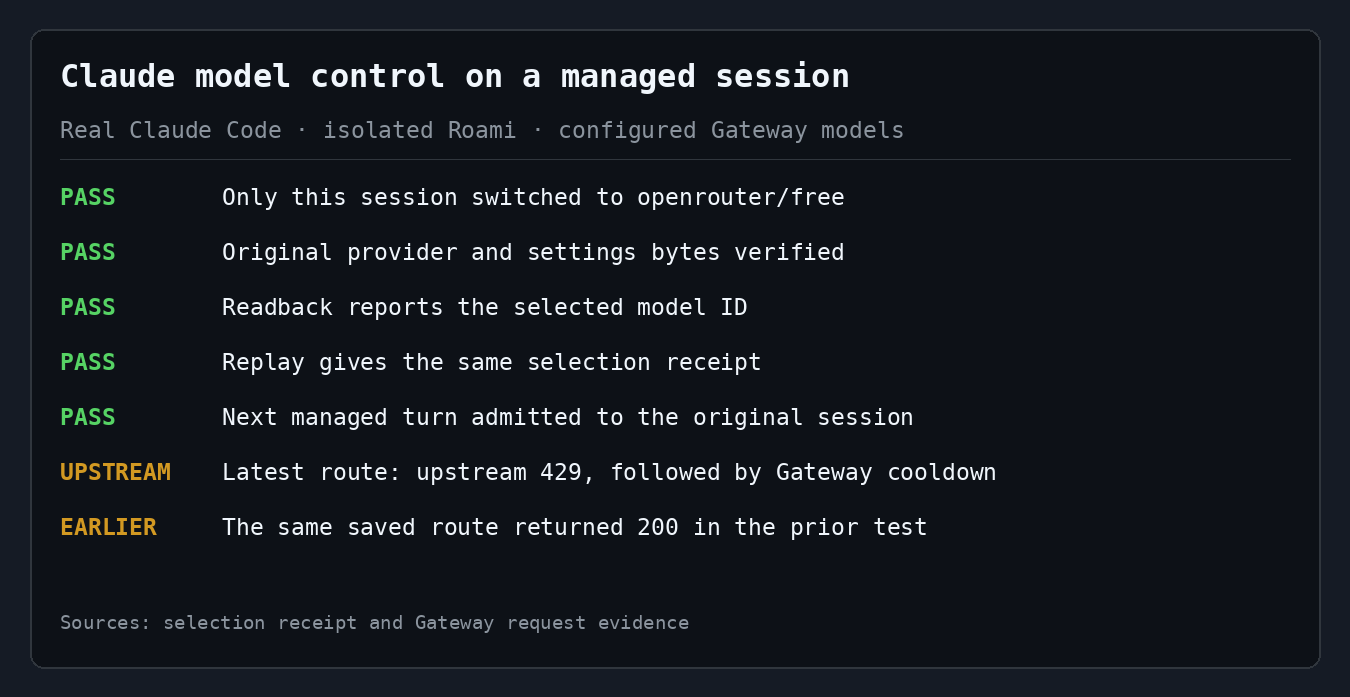 Claude model control on a managed session
Real Claude Code · isolated Roami · configured Gateway models
PASS Only this session switched to openrouter/free
PASS Original provider and settings bytes verified
PASS Readback reports the selected model ID
PASS Replay gives the same selection receipt
PASS Next managed turn admitted to the original session
UPSTREAM Latest route: upstream 429, followed by Gateway cooldown
EARLIER The same saved route returned 200 in the prior test
Sources: selection receipt and Gateway request evidence